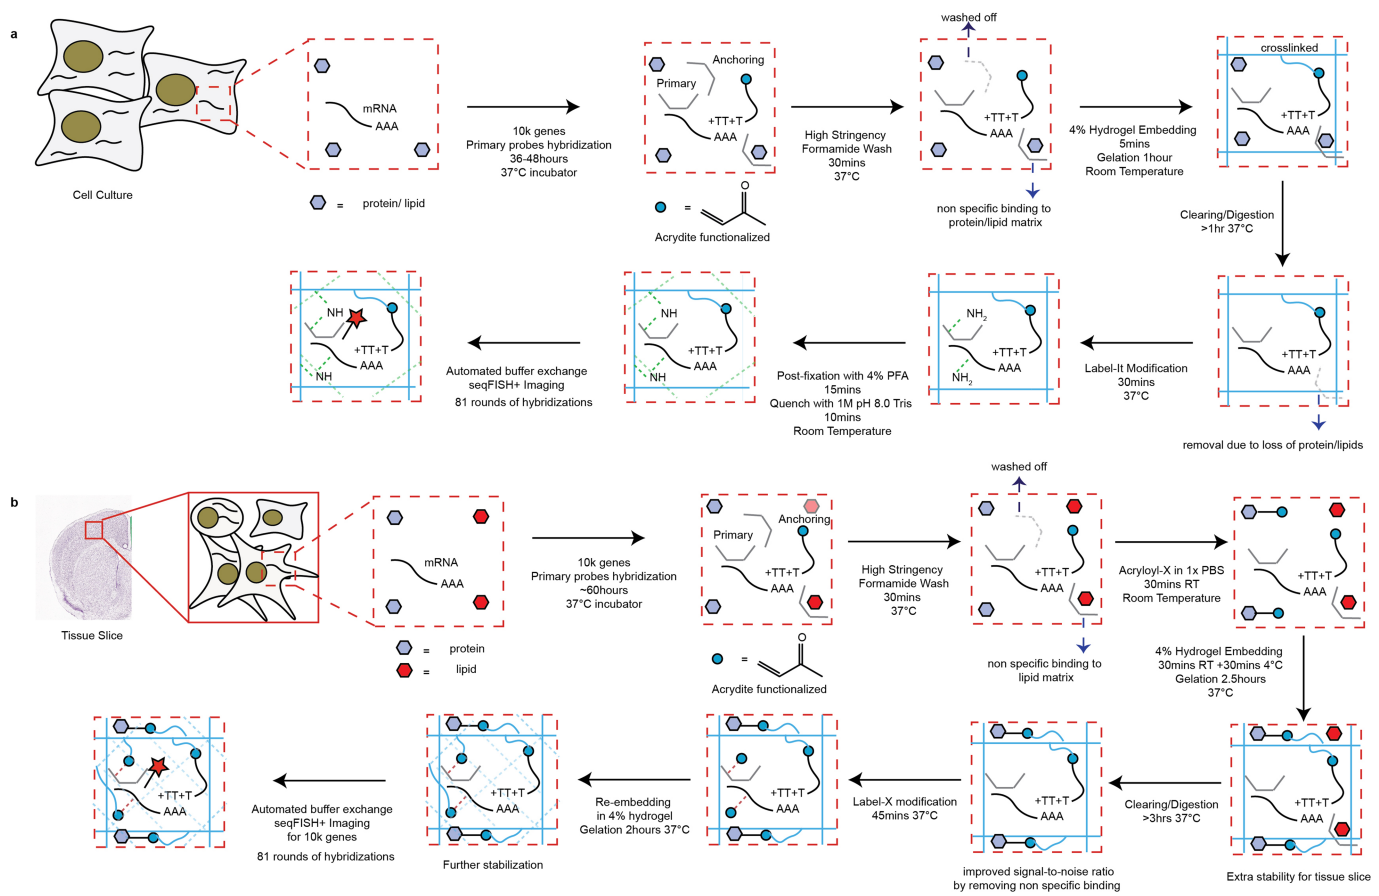 a
Cell Culture
mRNA
AAA
= protein/ lipid
10k genes
Primary probes hybridization
36-48hours
37°C incubator
Anchoring
Primary
+TT+T
AAA
=
O
Acrydite functionalized
High Stringency
Formamide Wash
30mins
37°C
washed off
+TT+T
AAA
non specific binding to
protein/lipid matrix
4% Hydrogel Embedding
5mins
Gelation 1hour
Room Temperature
crosslinked
+TT+T
AAA
Clearing/Digestion
>1hr 37°C
+TT+T
AAA
removal due to loss of protein/lipids
Label-It Modification
30mins
37°C
NH2
+TT+T
AAA
NH2
Post-fixation with 4% PFA
15mins
Quench with 1M pH 8.0 Tris
10mins
Room Temperature
NH
+TT+T
AAA
NH
Automated buffer exchange
seqFISH+ Imaging
81 rounds of hybridizations
NH
+TT+T
AAA
NH
b
Tissue Slice
mRNA
AAA
= protein
= lipid
10k genes
Primary probes hybridization
~60hours
37°C incubator
Anchoring
Primary
+TT+T
AAA
=
O
Acrydite functionalized
High Stringency
Formamide Wash
30mins
37°C
washed off
+TT+T
AAA
non specific binding to
lipid matrix
Acryloyl-X in 1x PBS
30mins RT
Room Temperature
+TT+T
AAA
4% Hydrogel Embedding
30mins RT +30mins 4°C
Gelation 2.5hours
37°C
+TT+T
AAA
Extra stability for tissue slice
Clearing/Digestion
>3hrs 37°C
+TT+T
AAA
improved signal-to-noise ratio
by removing non specific binding
Label-X modification
45mins 37°C
+TT+T
AAA
Re-embedding
in 4% hydrogel
Gelation 2hours 37°C
+TT+T
AAA
Further stabilization
Automated buffer exchange
seqFISH+ Imaging
for 10k genes
81 rounds of hybridizations
+TT+T
AAA